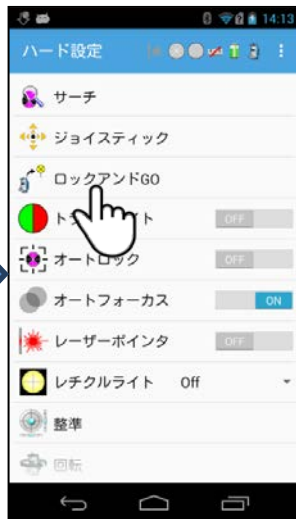 14:13
ハード設定
サーチ
ジョイスティック
ロックアンドGO
OFF
オートロック
OFF
オートフォーカス
ON
レーザーポインタ
OFF
レチクルライト Off
整準
回転